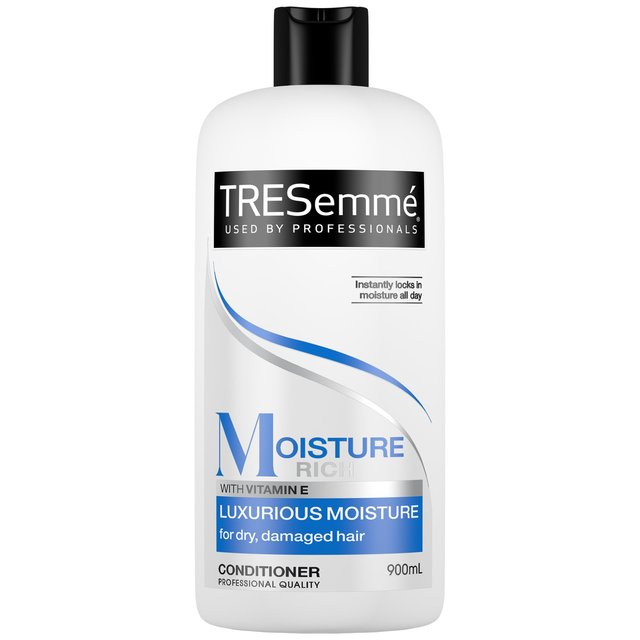 TRESemmé®
USED BY PROFESSIONALS
Instantly locks in
moisture all day
MOISTURE
RICH
WITH VITAMIN E
LUXURIOUS MOISTURE
for dry, damaged hair
CONDITIONER
PROFESSIONAL QUALITY
900mL